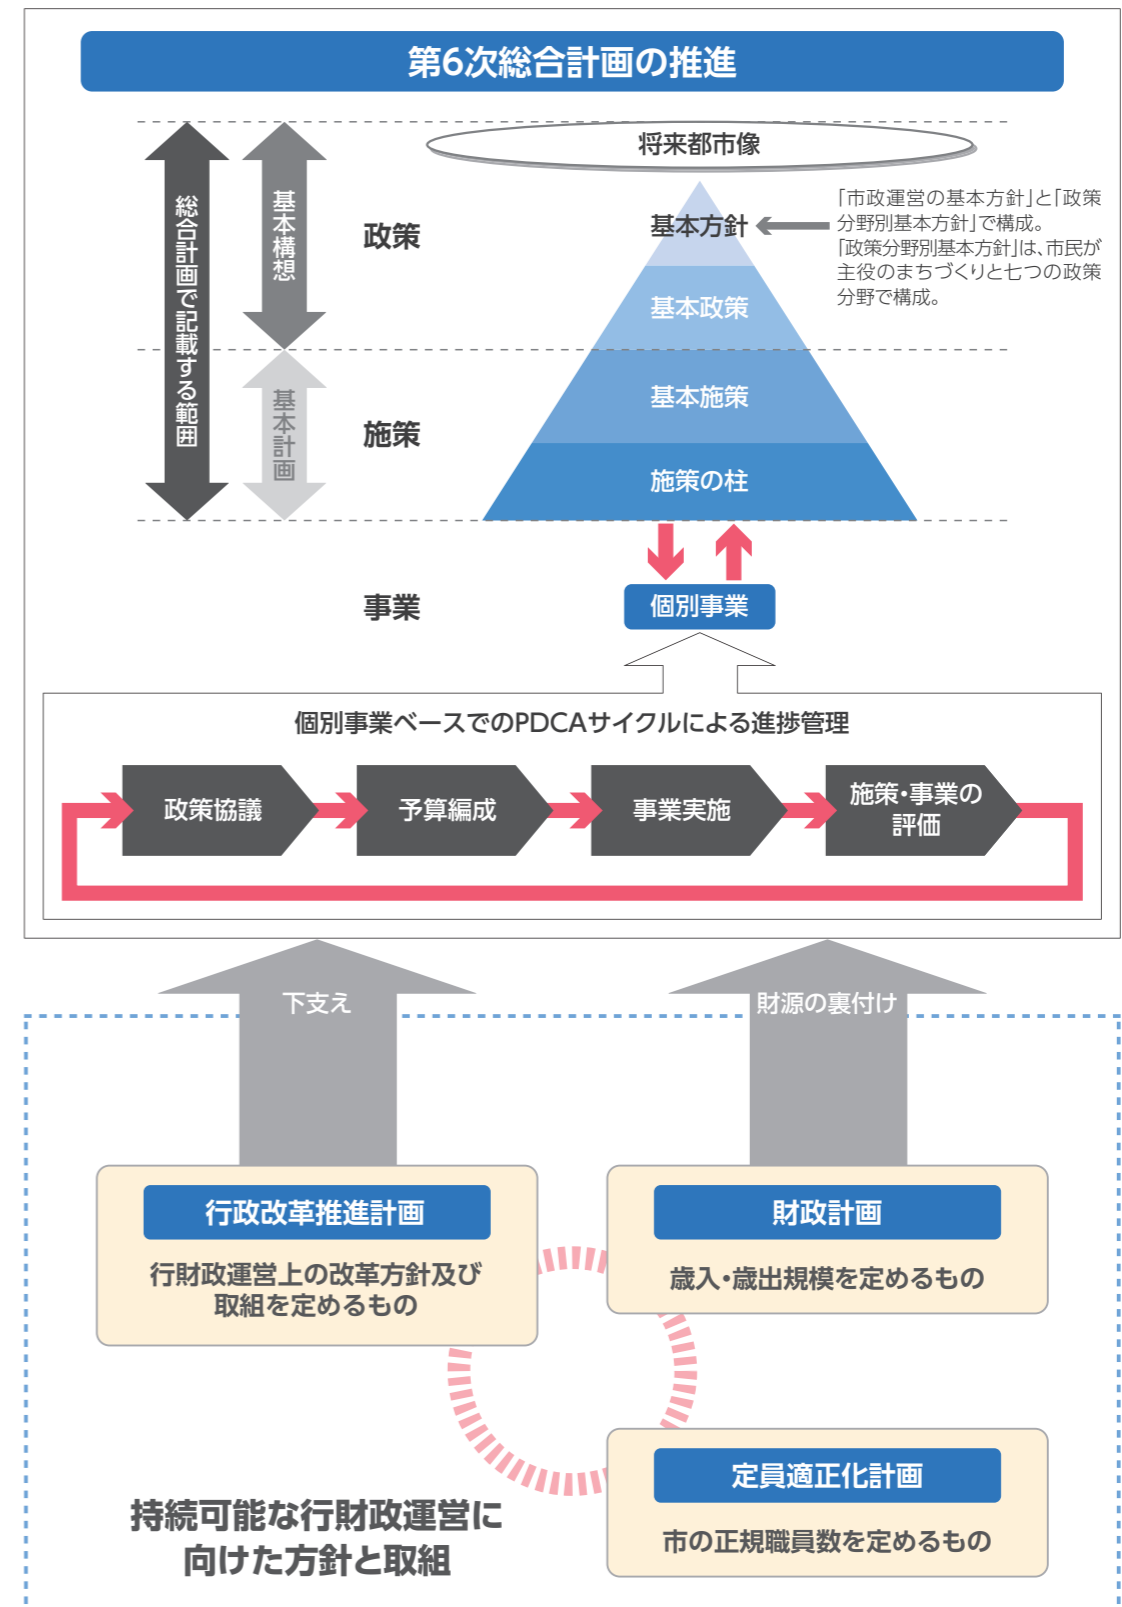 第6次総合計画の推進
将来都市像
総合計画で記載する範囲
基本構想
政策
基本方針
「市政運営の基本方針」と「政策
分野別基本方針」で構成。
「政策分野別基本方針」は、市民が
主役のまちづくりと七つの政策
分野で構成。
基本政策
基本計画
施策
基本施策
施策の柱
事業
個別事業
個別事業ベースでのPDCAサイクルによる進捗管理
政策協議
予算編成
事業実施
施策・事業の
評価
下支え
財源の裏付け
行政改革推進計画
行財政運営上の改革方針及び
取組を定めるもの
財政計画
歳入・歳出規模を定めるもの
定員適正化計画
市の正規職員数を定めるもの
持続可能な行財政運営に
向けた方針と取組